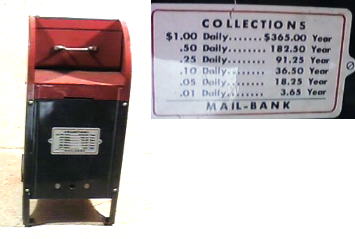 COLLECTIONS
$1.00 Daily.......$365.00 Year
.50 Daily....... 182.50 Year
.25 Daily....... 91.25 Year
.10 Daily....... 36.50 Year
.05 Daily....... 18.25 Year
.01 Daily....... 3.65 Year
MAIL-BANK